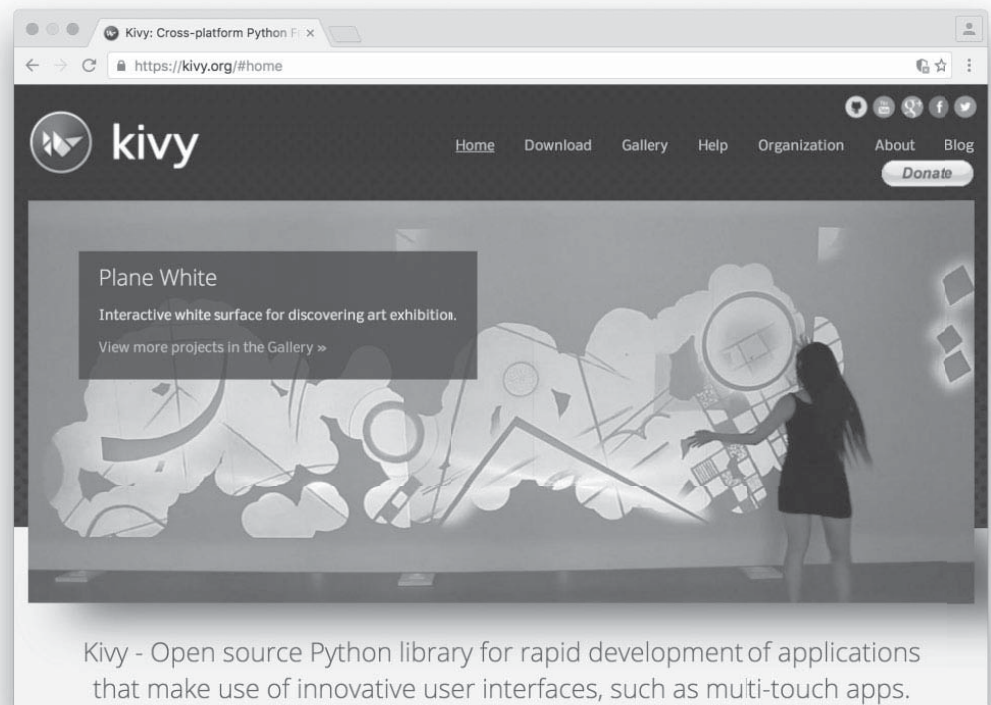 Kivy: Cross-platform Python F
https://kivy.org/#home
kivy
Home Download Gallery Help Organization About Blog
Donate
Plane White
Interactive white surface for discovering art exhibition.
View more projects in the Gallery »
Kivy - Open source Python library for rapid development of applications
that make use of innovative user interfaces, such as multi-touch apps.